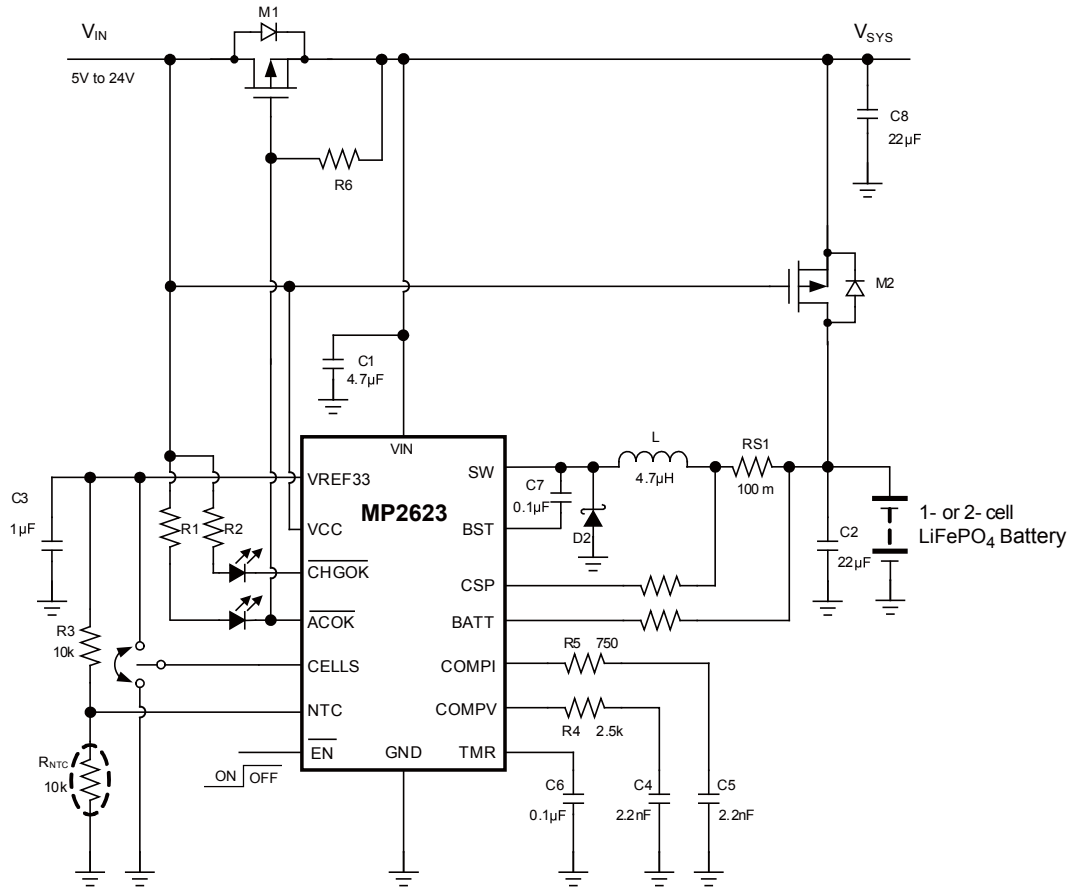 M1
VIN
VSYS
5V to 24V
C8
22µF
R6
M2
C1
4.7µF
VIN
L
4.7µH
RS1
100 m
SW
C7
0.1µF
VREF33
C3
1µF
MP2623
R1
R2
VCC
BST
D2
C2
22µF
1- or 2- cell
LiFePO4 Battery
CHGOK
CSP
ACOK
BATT
R3
10k
R5 750
CELLS
COMPI
NTC
COMPV
R4 2.5k
EN
GND
TMR
RNTC
10k
ON OFF
C6
0.1µF
C4
2.2nF
C5
2.2nF